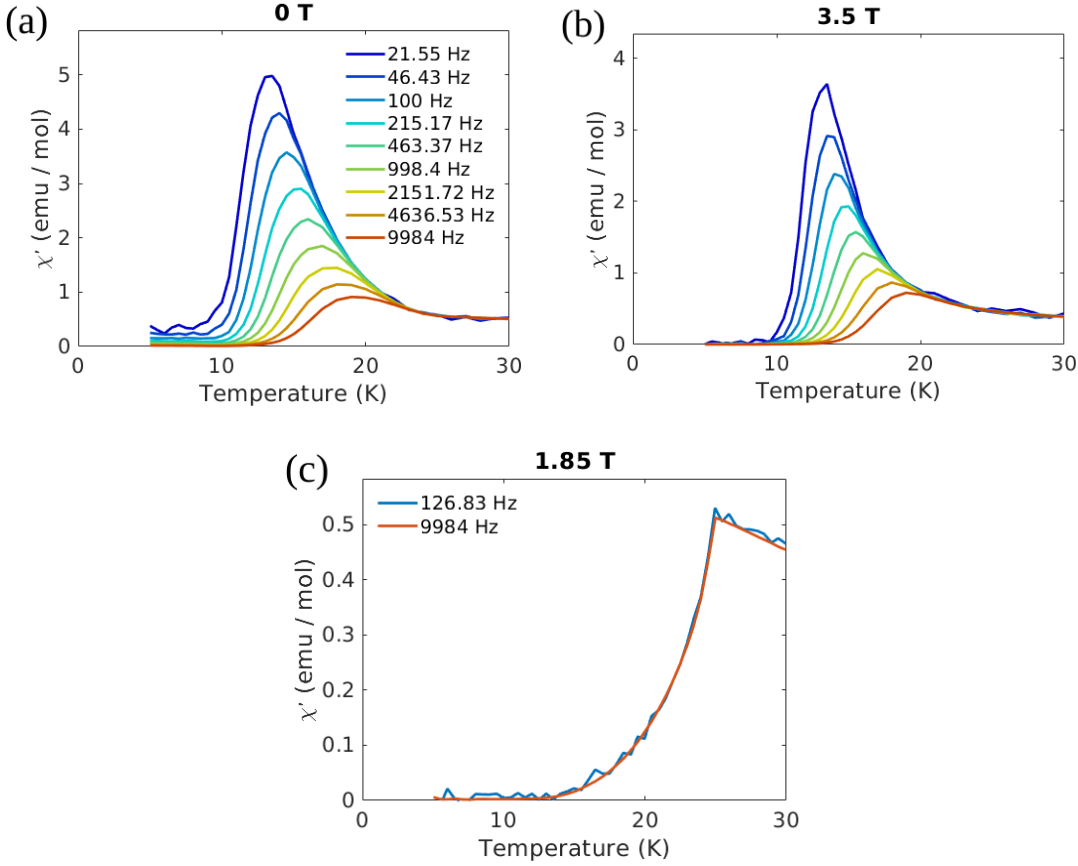 (a)
0 T
χ’ (emu / mol)
5
4
3
2
1
0
21.55 Hz
46.43 Hz
100 Hz
215.17 Hz
463.37 Hz
998.4 Hz
2151.72 Hz
4636.53 Hz
9984 Hz
0 10 20 30
Temperature (K)
(b)
3.5 T
χ’ (emu / mol)
4
3
2
1
0
0 10 20 30
Temperature (K)
(c)
1.85 T
χ’ (emu / mol)
0.5
0.4
0.3
0.2
0.1
0
126.83 Hz
9984 Hz
0 10 20 30
Temperature (K)